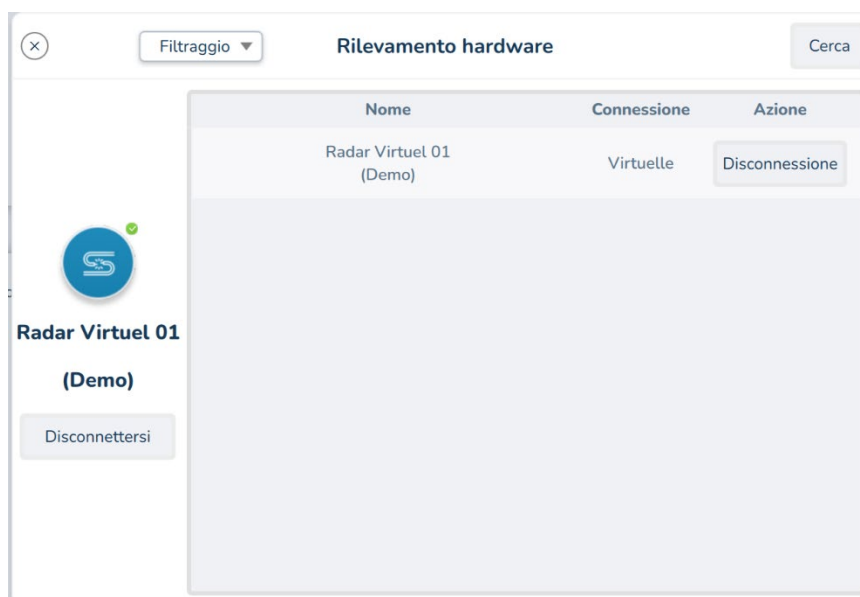 Filtraggio
Rilevamento hardware
Cerca
Nome
Connessione
Azione
Radar Virtuel 01
(Demo)
Virtuelle
Disconnessione
Radar Virtuel 01
(Demo)
Disconnettersi